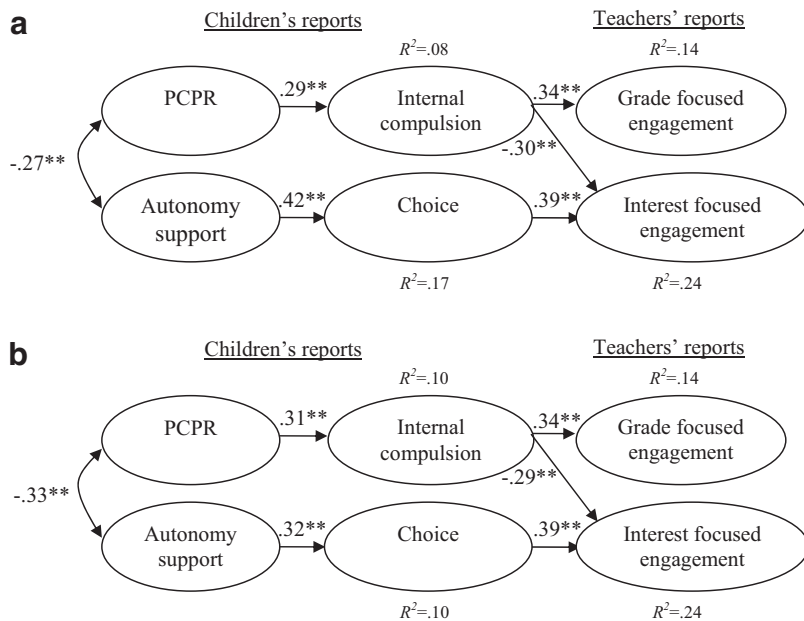 a
Children's reports
Teachers' reports
R²=.08
R²=.14
PCPR
.29**
Internal
compulsion
.34**
Grade focused
engagement
-.27**
-.30**
Autonomy
support
.42**
Choice
.39**
Interest focused
engagement
R²=.17
R²=.24
b
Children's reports
Teachers' reports
R²=.10
R²=.14
PCPR
.31**
Internal
compulsion
.34**
Grade focused
engagement
-.33**
-.29**
Autonomy
support
.32**
Choice
.39**
Interest focused
engagement
R²=.10
R²=.24